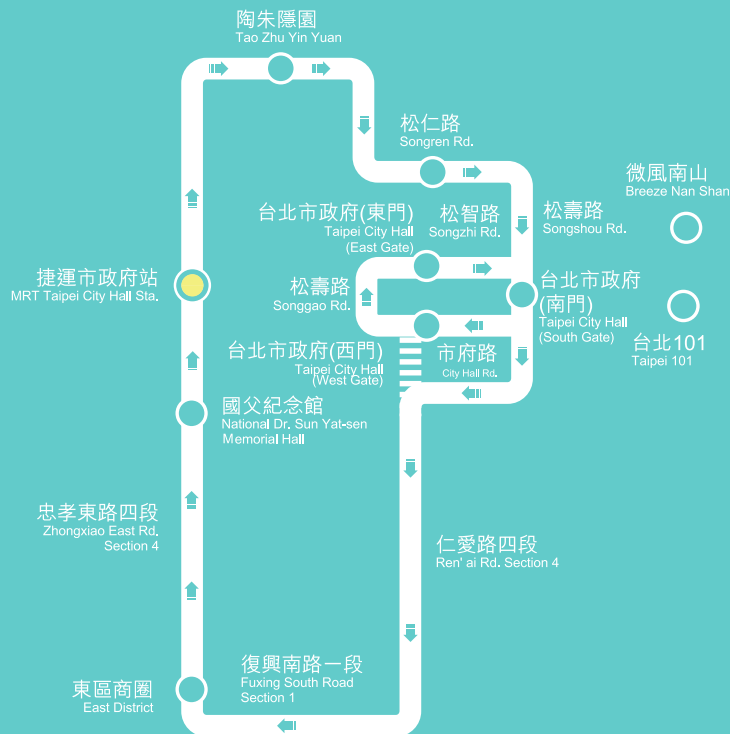 陶朱隱園
Tao Zhu Yin Yuan
松仁路
Songren Rd.
微風南山
Breeze Nan Shan
台北市政府(東門)
Taipei City Hall
(East Gate)
松智路
Songzhi Rd.
松壽路
Songshou Rd.
捷運市政府站
MRT Taipei City Hall Sta.
松壽路
Songgao Rd.
台北市政府
(南門)
Taipei City Hall
(South Gate)
台北101
Taipei 101
台北市政府(西門)
Taipei City Hall
(West Gate)
市府路
City Hall Rd.
國父紀念館
National Dr. Sun Yat-sen
Memorial Hall
忠孝東路四段
Zhongxiao East Rd.
Section 4
仁愛路四段
Ren' ai Rd. Section 4
復興南路一段
Fuxing South Road
Section 1
東區商圈
East District